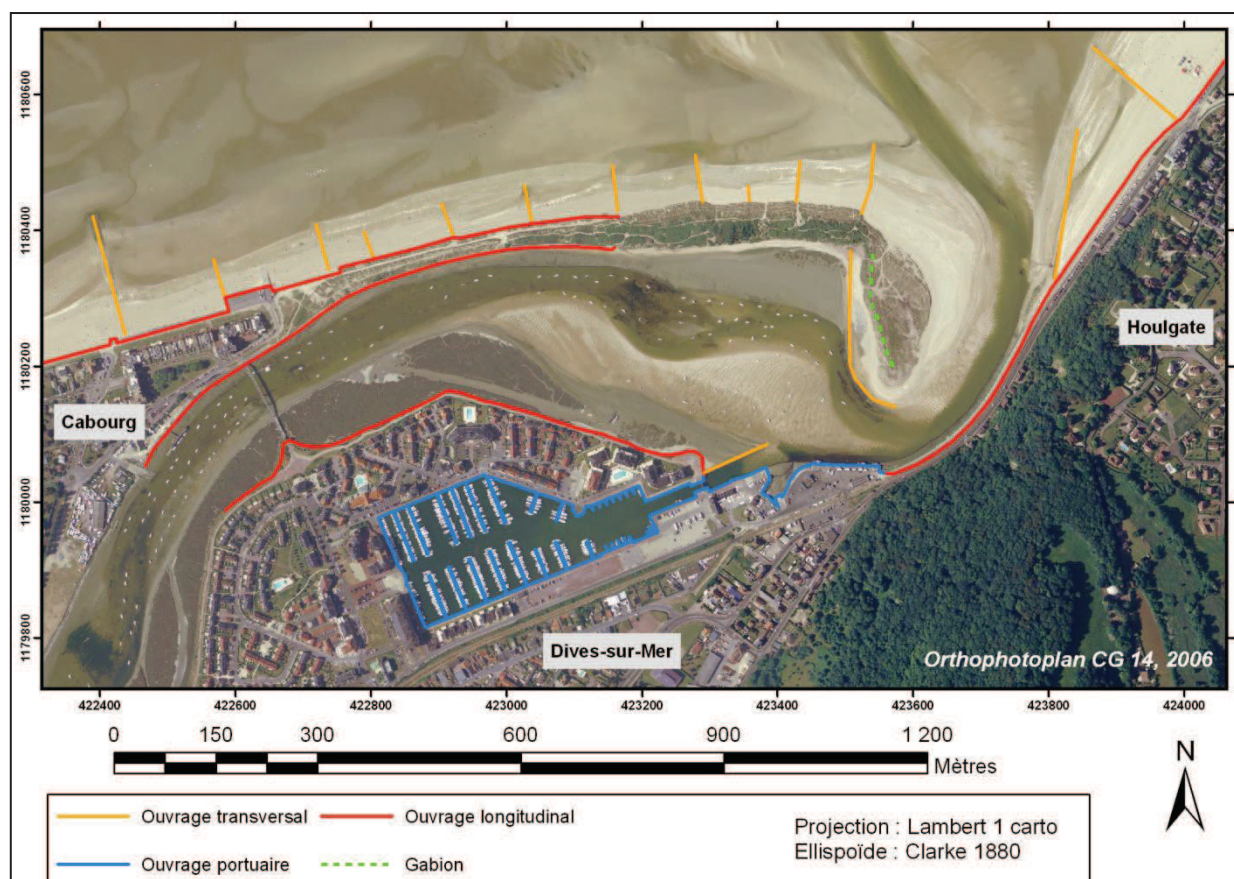 1180600
1180400
1180200
1180000
1179800
Houlgate
Cabourg
Dives-sur-Mer
Orthophotoplan CG 14, 2006
422400 422600 422800 423000 423200 423400 423600 423800 424000
0 150 300 600 900 1 200
Mètres
N
Ouvrage transversal
Ouvrage longitudinal
Ouvrage portuaire
Gabion
Projection : Lambert 1 carto
Ellispoïde : Clarke 1880